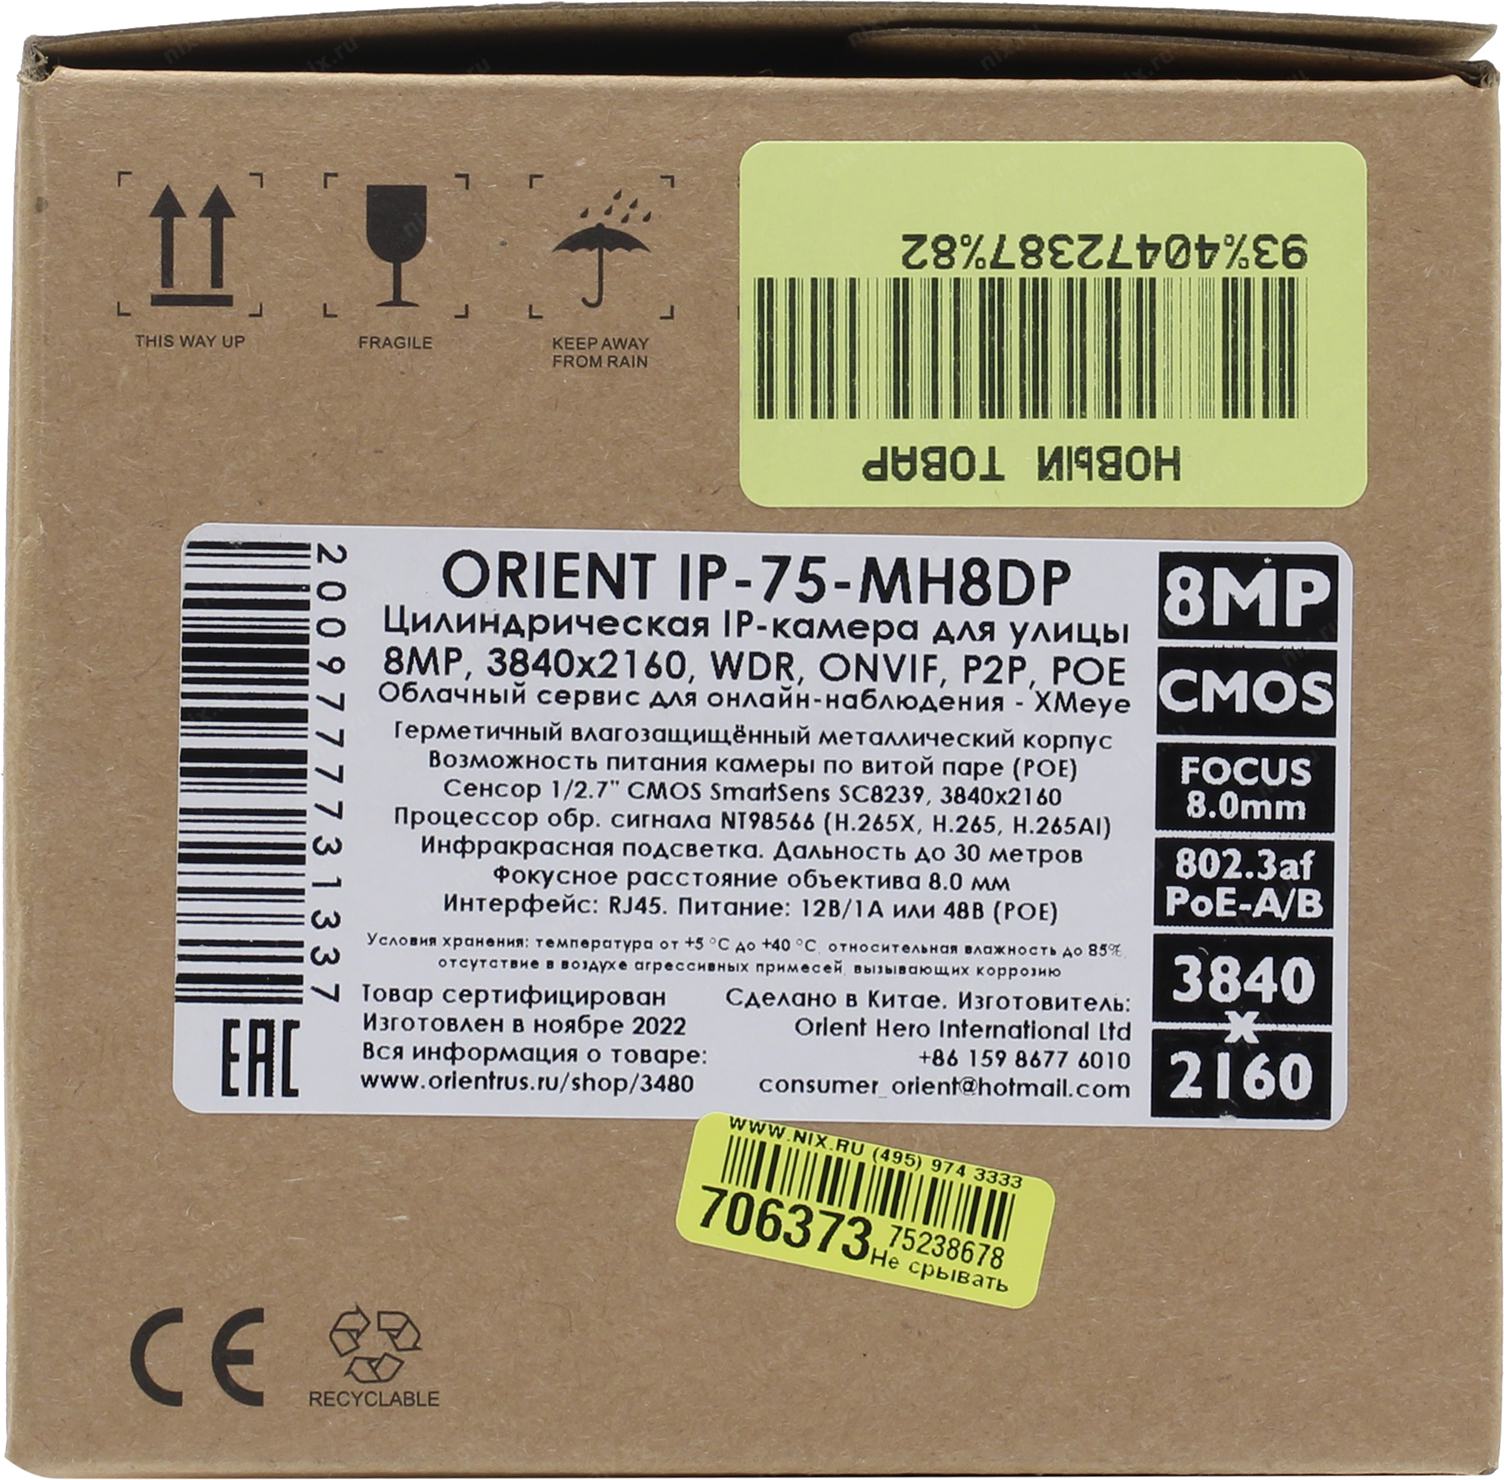 THIS WAY UP
FRAGILE
KEEP AWAY
FROM RAIN
93%40472387%82
НОВЫЙ ТОВАР
2009777731337
ORIENT IP-75-MH8DP
Цилиндрическая IP-камера для улицы
8MP, 3840x2160, WDR, ONVIF, P2P, POE
Облачный сервис для онлайн-наблюдения - XMeye
Герметичный влагозащищённый металлический корпус
Возможность питания камеры по витой паре (POE)
Сенсор 1/2.7" CMOS SmartSens SC8239, 3840x2160
Процессор обр. сигнала NT98566 (H.265X, H.265, H.265AI)
Инфракрасная подсветка. Дальность до 30 метров
Фокусное расстояние объектива 8.0 мм
Интерфейс: RJ45. Питание: 12В/1А или 48В (POE)
Условия хранения: температура от +5 °С до +40 °С, относительная влажность до 85%,
отсутствие в воздухе агрессивных примесей, вызывающих коррозию
Товар сертифицирован
Изготовлен в ноябре 2022
Вся информация о товаре:
www.orientrus.ru/shop/3480
Сделано в Китае. Изготовитель:
Orient Hero International Ltd
+86 159 8677 6010
consumer_orient@hotmail.com
EAC
8MP
CMOS
FOCUS
8.0mm
802.3af
PoE-A/B
3840
x
2160
WWW.NIX.RU (495) 974 3333
706373
75238678
Не срывать
CE
RECYCLABLE